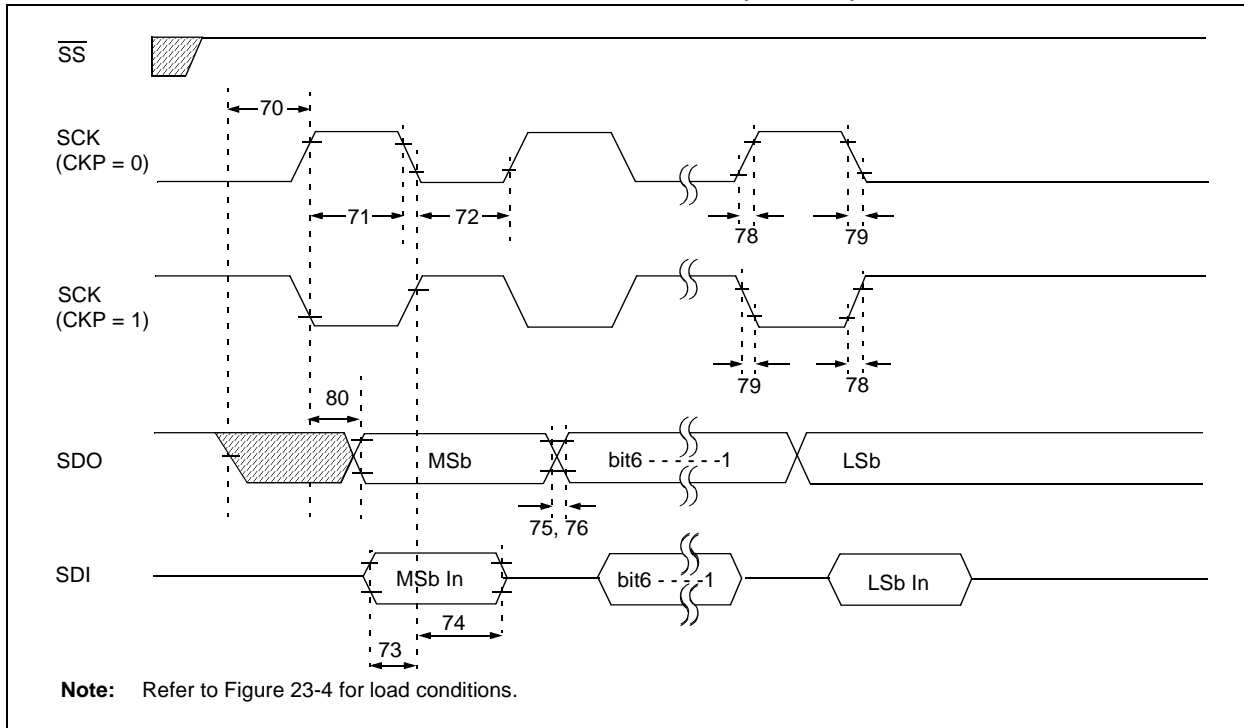 SS
70
SCK
(CKP = 0)
71
72
78
79
SCK
(CKP = 1)
79
78
80
SDO
MSb
bit6 - - - - - - -1
LSb
75, 76
SDI
MSb In
bit6 - - - - -1
LSb In
74
73
Note: Refer to Figure 23-4 for load conditions.